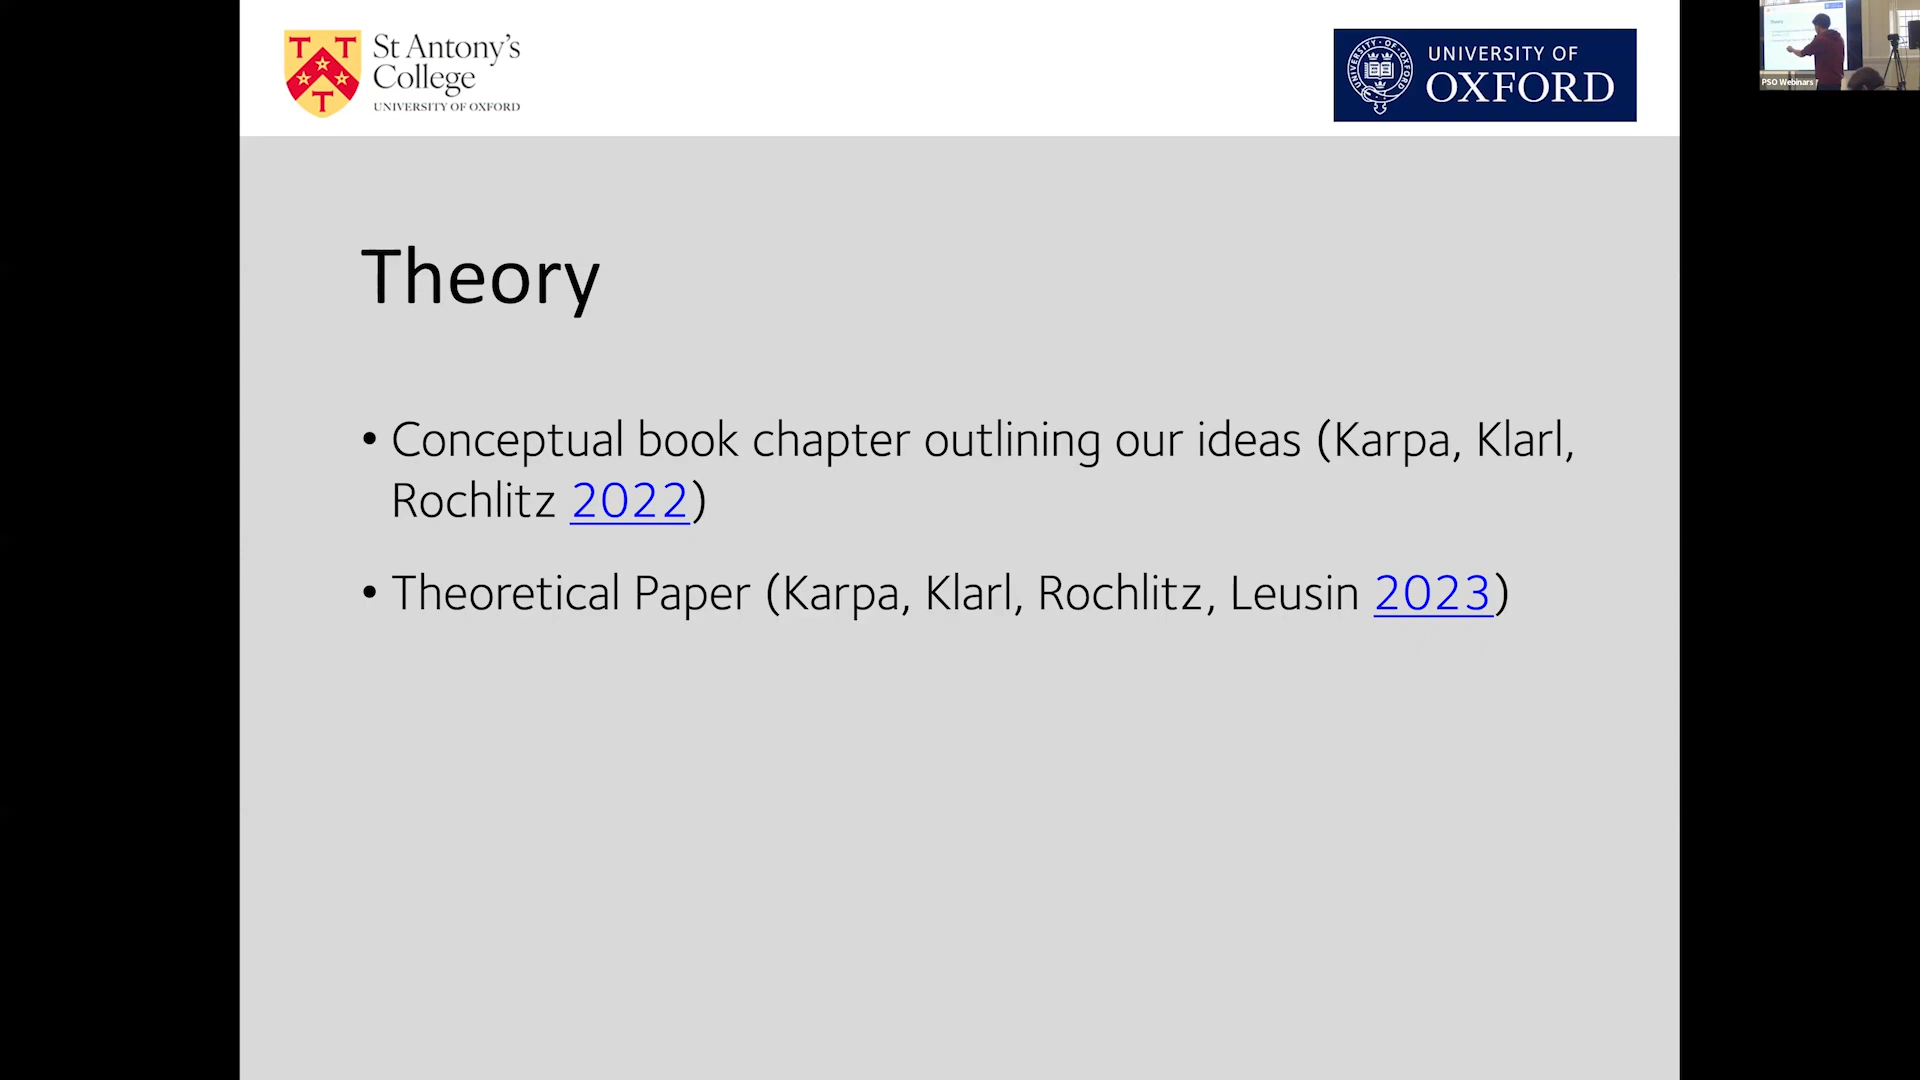 St Antony's
College
UNIVERSITY OF OXFORD
UNIVERSITY OF
OXFORD
PSO Webinars
Theory
• Conceptual book chapter outlining our ideas (Karpa, Klarl,
Rochlitz 2022)
• Theoretical Paper (Karpa, Klarl, Rochlitz, Leusin 2023)